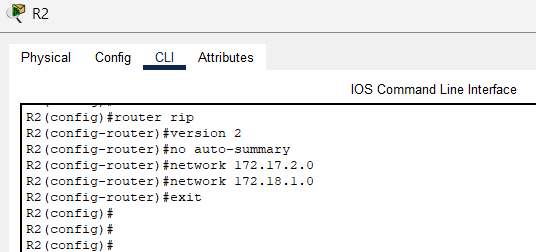 R2
Physical Config CLI Attributes
IOS Command Line Interface
R2(config)#router rip
R2(config-router)#version 2
R2(config-router)#no auto-summary
R2(config-router)#network 172.17.2.0
R2(config-router)#network 172.18.1.0
R2(config-router)#exit
R2(config)#
R2(config)#
R2(config)#